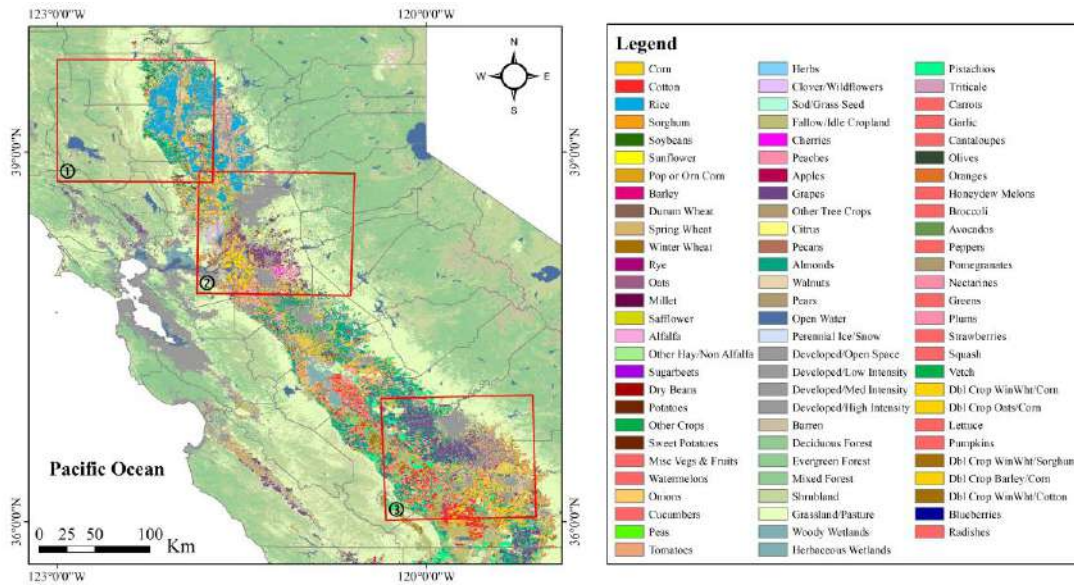 123°0'0"W
120°0'0"W
N
W
E
S
39°0'0"N
39°0'0"N
①
②
③
Pacific Ocean
0 25 50 100
Km
36°0'0"N
36°0'0"N
123°0'0"W
120°0'0"W
Legend
Corn
Cotton
Rice
Sorghum
Soybeans
Sunflower
Pop or Orn Corn
Barley
Durum Wheat
Spring Wheat
Winter Wheat
Rye
Oats
Millet
Safflower
Alfalfa
Other Hay/Non Alfalfa
Sugarbeets
Dry Beans
Potatoes
Other Crops
Sweet Potatoes
Misc Vegs & Fruits
Watermelons
Onions
Cucumbers
Peas
Tomatoes
Herbs
Clover/Wildflowers
Sod/Grass Seed
Fallow/Idle Cropland
Cherries
Peaches
Apples
Grapes
Other Tree Crops
Citrus
Pecans
Almonds
Walnuts
Pears
Open Water
Perennial Ice/Snow
Developed/Open Space
Developed/Low Intensity
Developed/Med Intensity
Developed/High Intensity
Barren
Deciduous Forest
Evergreen Forest
Mixed Forest
Shrubland
Grassland/Pasture
Woody Wetlands
Herbaceous Wetlands
Pistachios
Triticale
Carrots
Garlic
Cantaloupes
Olives
Oranges
Honeydew Melons
Broccoli
Avocados
Peppers
Pomegranates
Nectarines
Greens
Plums
Strawberries
Squash
Vetch
Dbl Crop WinWht/Corn
Dbl Crop Oats/Corn
Lettuce
Pumpkins
Dbl Crop WinWht/Sorghun
Dbl Crop Barley/Corn
Dbl Crop WinWht/Cotton
Blueberries
Radishes